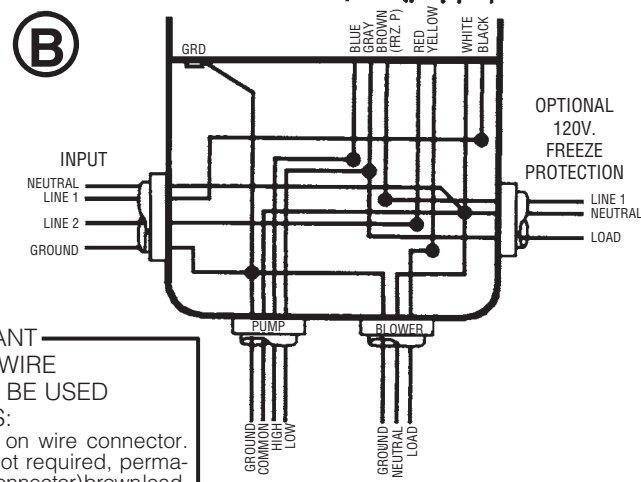 B
GRD
BLUE
GRAY
BROWN
(FRZ. P)
RED
YELLOW
WHITE
BLACK
OPTIONAL
120V.
FREEZE
PROTECTION
INPUT
NEUTRAL
LINE 1
LINE 2
GROUND
LINE 1
NEUTRAL
LOAD
PUMP
BLOWER
GROUND
COMMON
HIGH
LOW
GROUND
NEUTRAL
LOAD
ANT
WIRE
BE USED
S:
on wire connector.
ot required, perma-